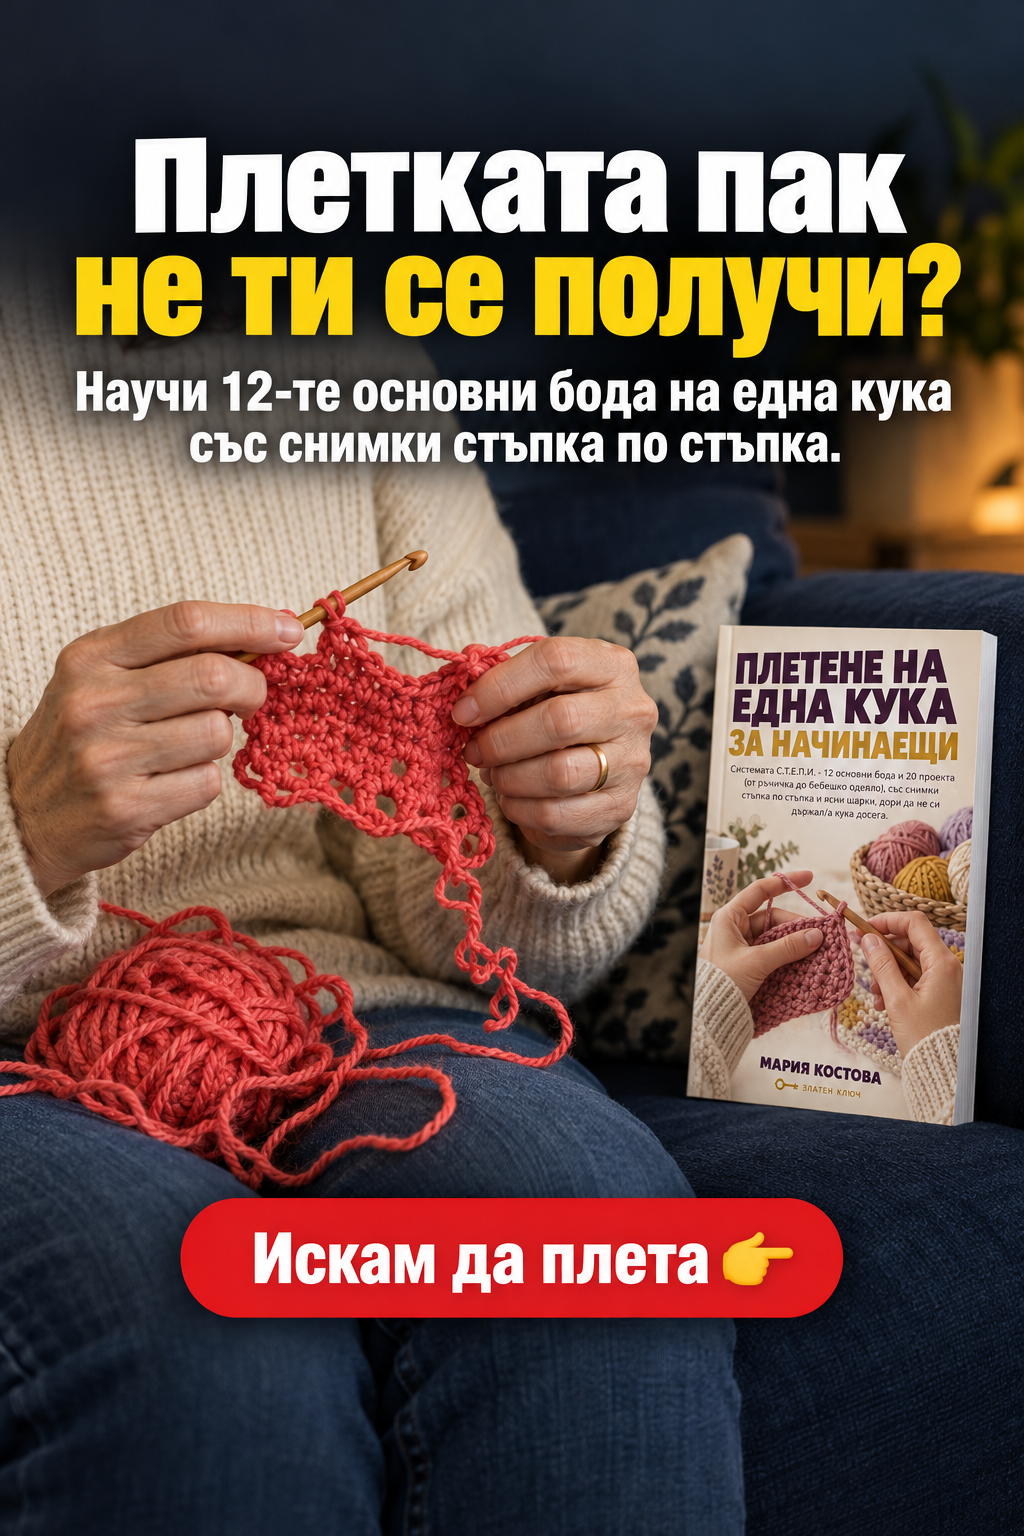 Плетката пак
не ти се получи?
Научи 12-те основни бода на една кука
със снимки стъпка по стъпка.
ПЛЕТЕНЕ НА
ЕДНА КУКА
ЗА НАЧИНАЕЩИ
Системата С.Т.Е.П.И. - 12 основни бода и 20 проекта
(от ръчичка до бебешко одеяло), със снимки
стъпка по стъпка и ясни шарки, дори да не си
държал/а кука досега.
МАРИЯ КОСТОВА
ЗЛАТЕН КЛЮЧ
Искам да плета